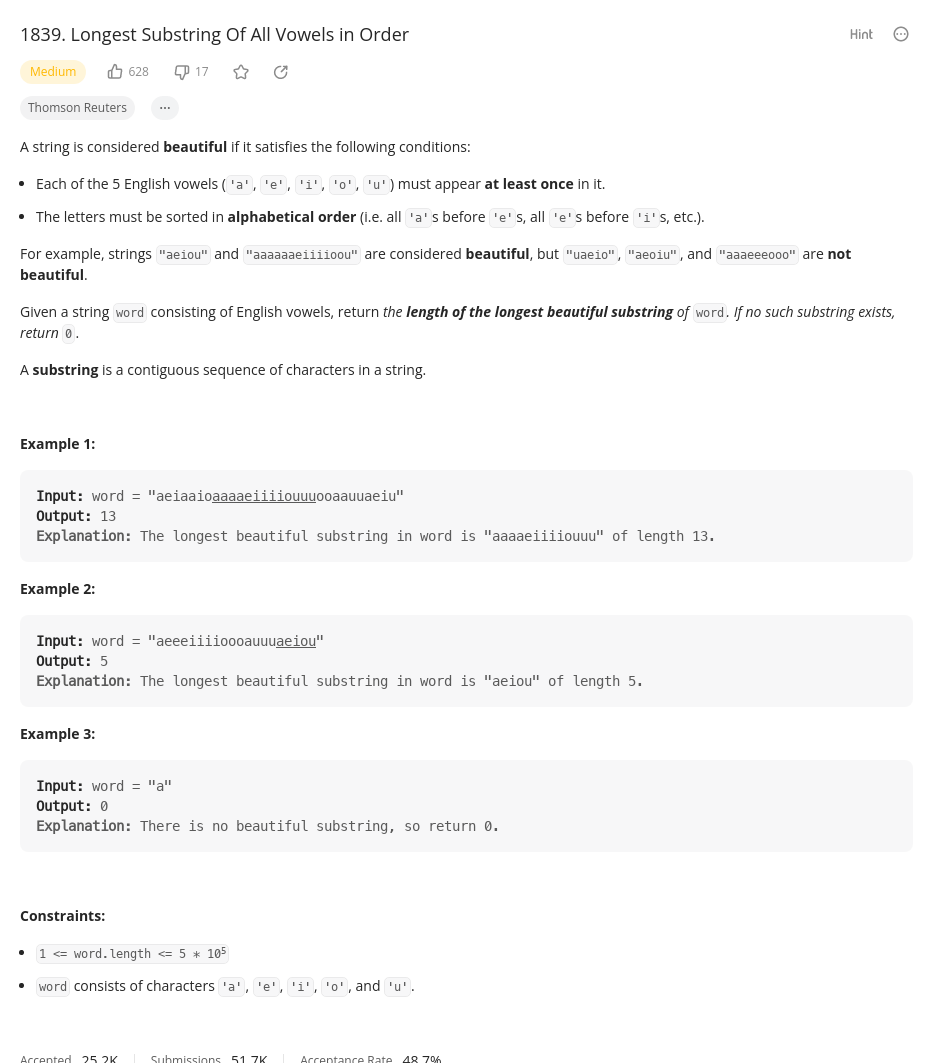 1839. Longest Substring Of All Vowels in Order
Hint
Medium 628 17
Thomson Reuters ...
A string is considered beautiful if it satisfies the following conditions:
• Each of the 5 English vowels ('a', 'e', 'i', 'o', 'u') must appear at least once in it.
• The letters must be sorted in alphabetical order (i.e. all 'a's before 'e's, all 'e's before 'i's, etc.).
For example, strings "aeiou" and "aaaaaaeiiiioou" are considered beautiful, but "uaeio", "aeoiu", and "aaaeeeooo" are not
beautiful.
Given a string word consisting of English vowels, return the length of the longest beautiful substring of word. If no such substring exists,
return 0.
A substring is a contiguous sequence of characters in a string.
Example 1:
Input: word = "aeiaaioaaaaeiiiiouuuooaauuaeiu"
Output: 13
Explanation: The longest beautiful substring in word is "aaaaeiiiiouuu" of length 13.
Example 2:
Input: word = "aeeeiiiioooauuuaeiou"
Output: 5
Explanation: The longest beautiful substring in word is "aeiou" of length 5.
Example 3:
Input: word = "a"
Output: 0
Explanation: There is no beautiful substring, so return 0.
Constraints:
• 1 <= word.length <= 5 * 10⁵
• word consists of characters 'a', 'e', 'i', 'o', and 'u'.
Accepted 25.2K Submissions 51.7K Acceptance Rate 48.7%